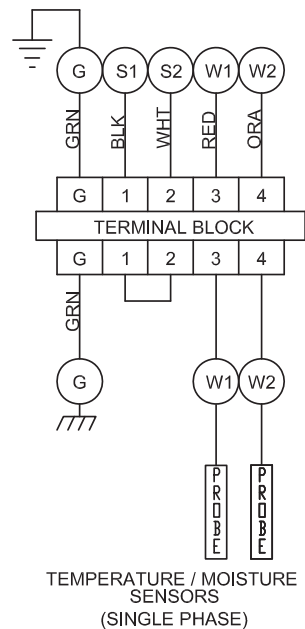 G S1 S2 W1 W2
GRN BLK WHT RED ORA
G 1 2 3 4
TERMINAL BLOCK
G 1 2 3 4
GRN
G W1 W2
PROBE PROBE
TEMPERATURE / MOISTURE
SENSORS
(SINGLE PHASE)